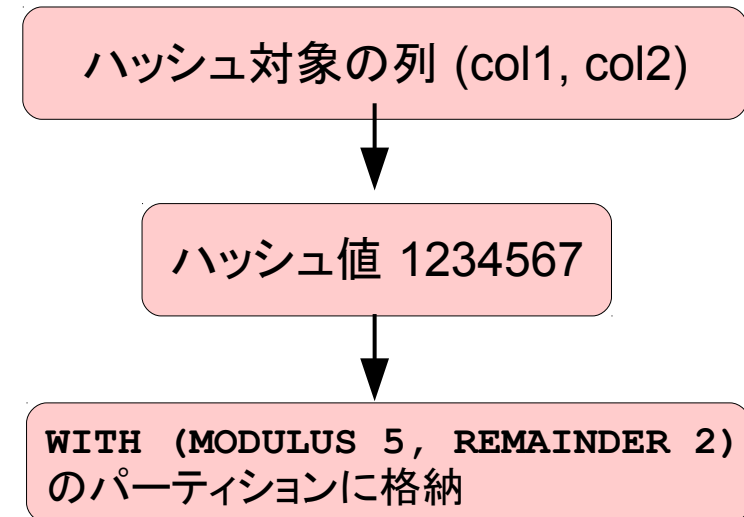 ハッシュ対象の列 (col1, col2)
ハッシュ値 1234567
WITH (MODULUS 5, REMAINDER 2)
のパーティションに格納